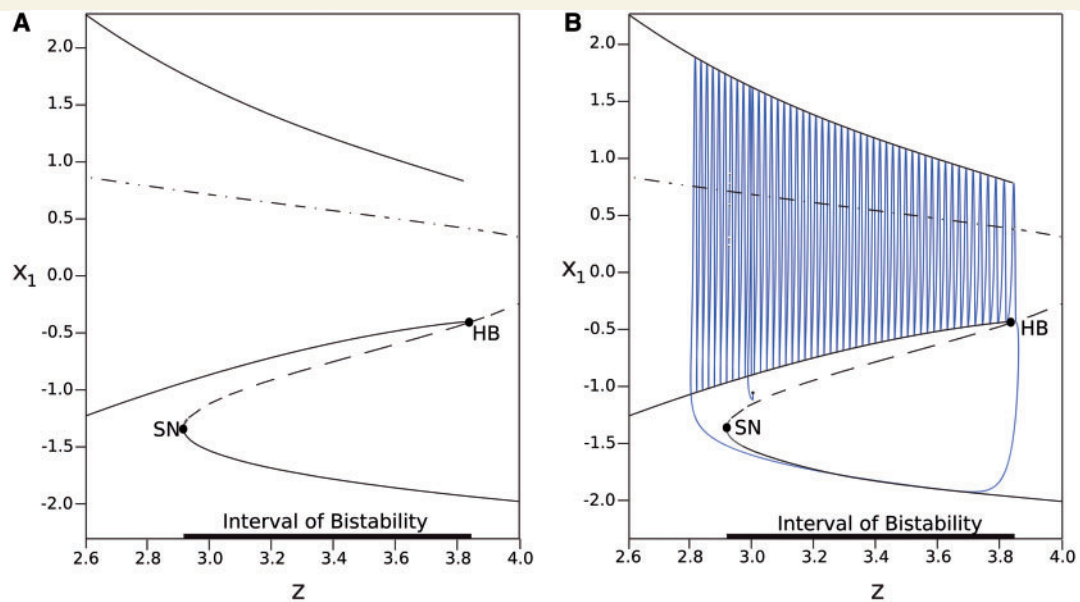 A
2.0
1.5
1.0
0.5
X1 0.0
-0.5
HB
-1.0
SN
-1.5
-2.0
Interval of Bistability
2.6 2.8 3.0 3.2 3.4 3.6 3.8 4.0
Z
B
2.0
1.5
1.0
0.5
X1 0.0
-0.5
HB
-1.0
SN
-1.5
-2.0
Interval of Bistability
2.6 3.0 3.2 3.6 3.8 4.0
Z